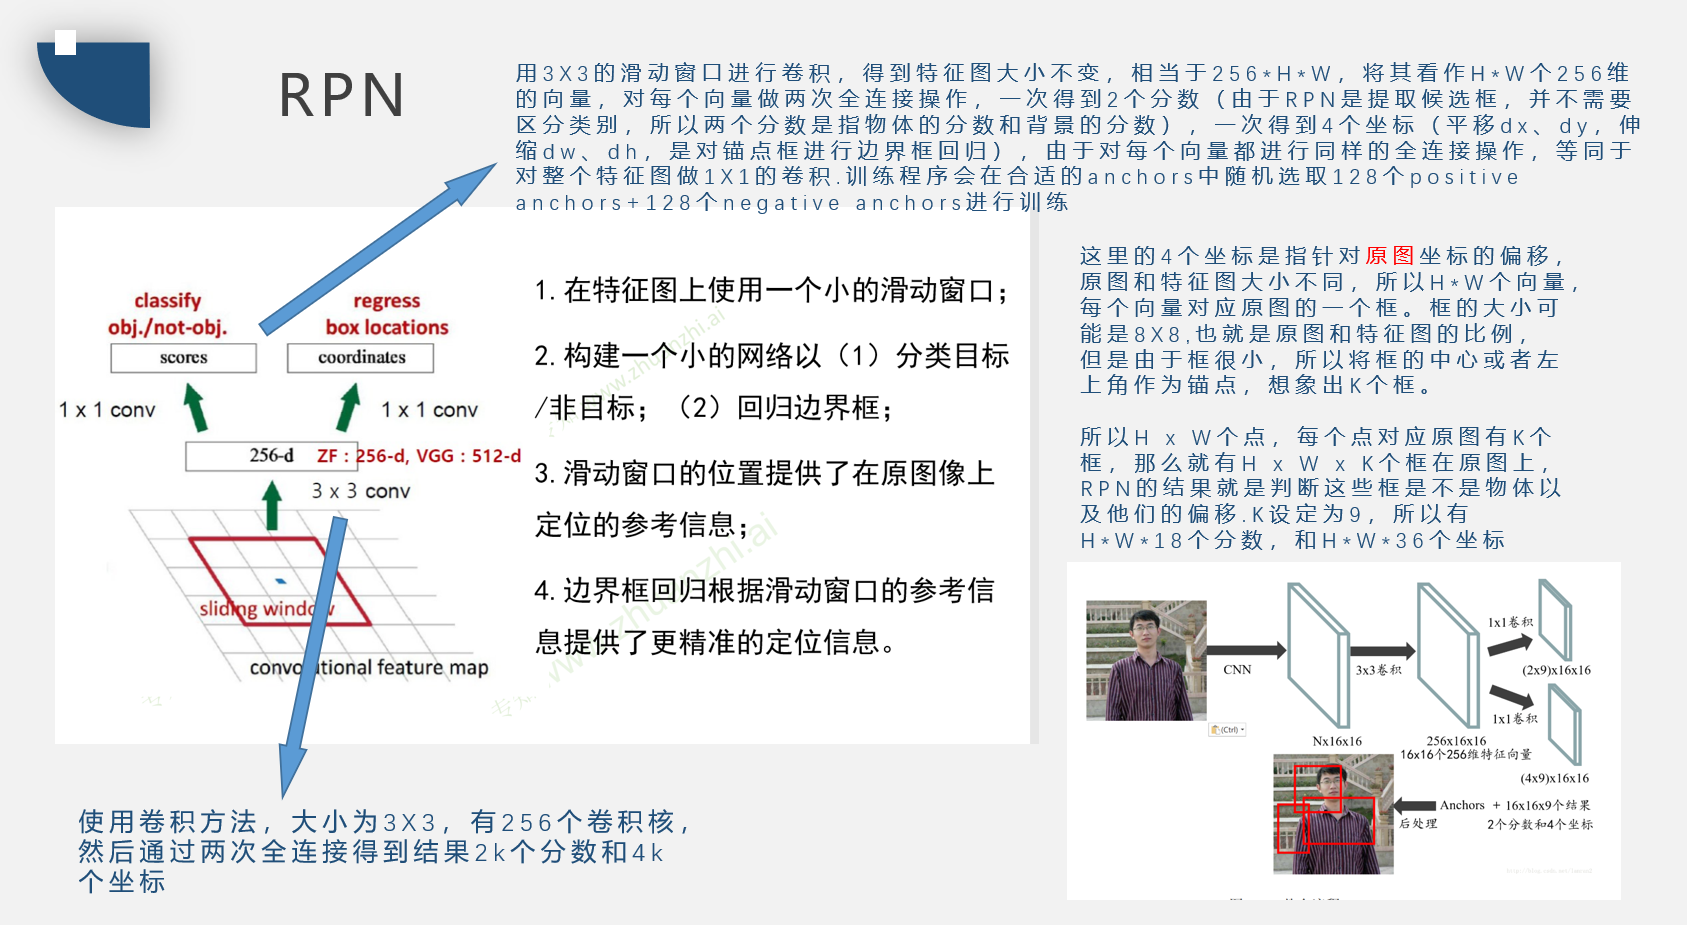 RPN
用3X3的滑动窗口进行卷积，得到特征图大小不变，相当于256*H*W，将其看作H*W个256维
的向量，对每个向量做两次全连接操作，一次得到2个分数（由于RPN是提取候选框，并不需要
区分类别，所以两个分数是指物体的分数和背景的分数），一次得到4个坐标（平移dx、dy，伸
缩dw、dh，是对锚点框进行边界框回归），由于对每个向量都进行同样的全连接操作，等同于
对整个特征图做1X1的卷积.训练程序会在合适的anchors中随机选取128个positive
anchors+128个negative anchors进行训练
classify
obj./not-obj.
regress
box locations
scores
coordinates
1 x 1 conv
1 x 1 conv
256-d
ZF : 256-d, VGG : 512-d
3 x 3 conv
sliding window
convolutional feature map
1.在特征图上使用一个小的滑动窗口；
2.构建一个小的网络以（1）分类目标
/非目标；（2）回归边界框；
3.滑动窗口的位置提供了在原图像上
定位的参考信息；
4.边界框回归根据滑动窗口的参考信
息提供了更精准的定位信息。
www.zhuanzhi.ai
www.zhuanzhi.ai
使用卷积方法，大小为3X3，有256个卷积核，
然后通过两次全连接得到结果2k个分数和4k
个坐标
这里的4个坐标是指针对原图坐标的偏移，
原图和特征图大小不同，所以H*W个向量，
每个向量对应原图的一个框。框的大小可
能是8X8,也就是原图和特征图的比例，
但是由于框很小，所以将框的中心或者左
上角作为锚点，想象出K个框。
所以H x W个点，每个点对应原图有K个
框，那么就有H x W x K个框在原图上，
RPN的结果就是判断这些框是不是物体以
及他们的偏移.K设定为9，所以有
H*W*18个分数，和H*W*36个坐标
CNN
3x3卷积
1x1卷积
(2x9)x16x16
1x1卷积
(Ctrl)
Nx16x16
256x16x16
16x16个256维特征向量
(4x9)x16x16
Anchors + 16x16x9个结果
后处理
2个分数和4个坐标